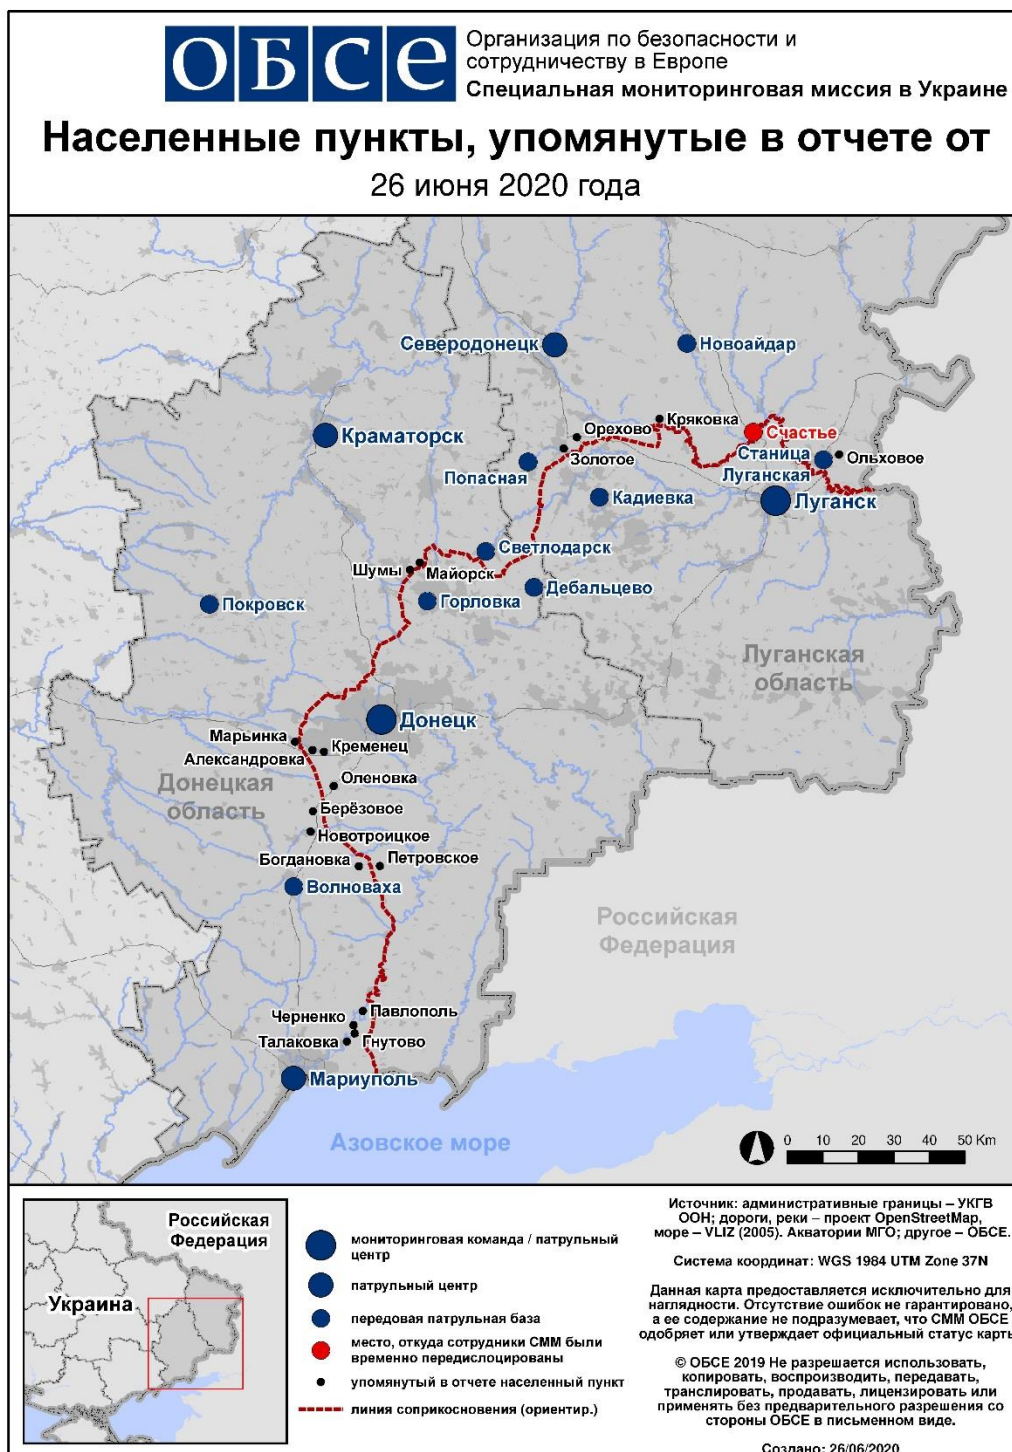 ОБСЕ
Организация по безопасности и
сотрудничеству в Европе
Специальная мониторинговая миссия в Украине
Населенные пункты, упомянутые в отчете от
26 июня 2020 года
Северодонецк
Новоайдар
Кряковка
Орехово
Счастье
Краматорск
Золотое
Станица
Луганская
Ольховое
Попасная
Кадиевка
Луганск
Светлодарск
Шумы
Майорск
Дебальцево
Покровск
Горловка
Луганская
область
Донецк
Марьинка
Кременец
Александровка
Донецкая
область
Оленовка
Берёзовое
Новотроицкое
Богдановка
Петровское
Волноваха
Российская
Федерация
Павлополь
Черненко
Талаковка
Гнутово
Мариуполь
Азовское море
0 10 20 30 40 50 Km
Российская
Федерация
Украина
мониторинговая команда / патрульный
центр
патрульный центр
передовая патрульная база
место, откуда сотрудники СММ были
временно передислоцированы
упомянутый в отчете населенный пункт
линия соприкосновения (ориентир.)
Источник: административные границы – УКГВ
ООН; дороги, реки – проект OpenStreetMap,
море – VLIZ (2005). Акватории МГО; другое – ОБСЕ.
Система координат: WGS 1984 UTM Zone 37N
Данная карта предоставляется исключительно для
наглядности. Отсутствие ошибок не гарантировано,
а ее содержание не подразумевает, что СММ ОБСЕ
одобряет или утверждает официальный статус карты
© ОБСЕ 2019 Не разрешается использовать,
копировать, воспроизводить, передавать,
транслировать, продавать, лицензировать или
применять без предварительного разрешения со
стороны ОБСЕ в письменном виде.
Создано: 26/06/2020